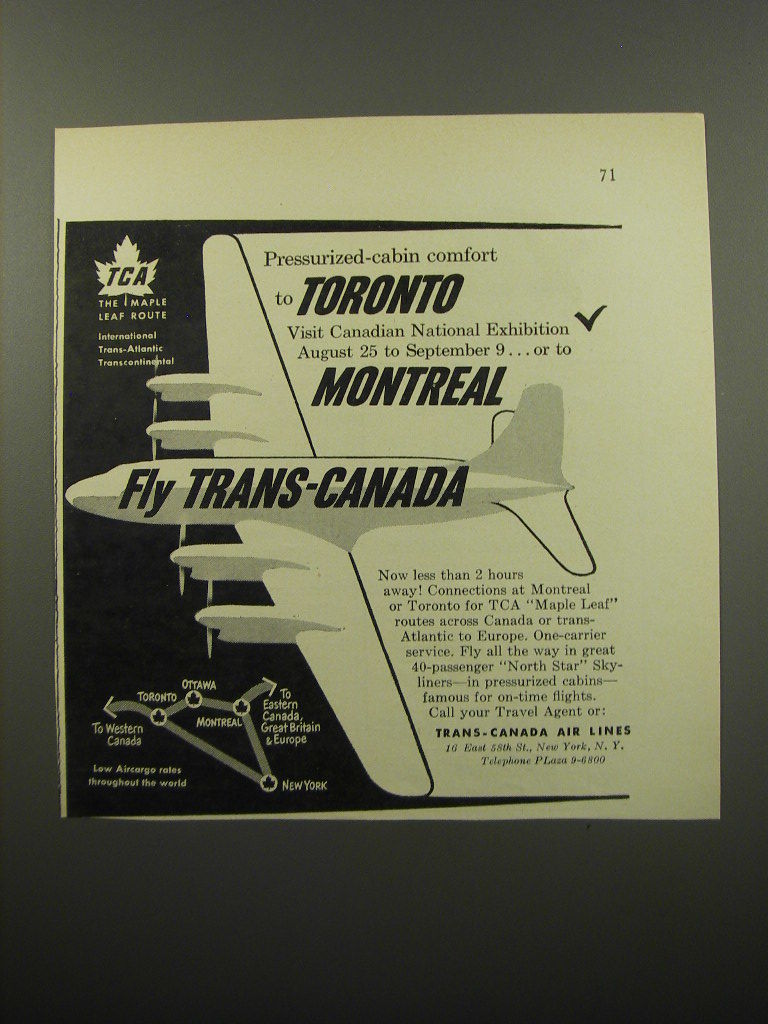 71
TCA
THE MAPLE
LEAF ROUTE
International
Trans-Atlantic
Transcontinental
Pressurized-cabin comfort
to TORONTO
Visit Canadian National Exhibition
August 25 to September 9...or to
MONTREAL
Fly TRANS-CANADA
Now less than 2 hours
away! Connections at Montreal
or Toronto for TCA "Maple Leaf"
routes across Canada or trans-
Atlantic to Europe. One-carrier
service. Fly all the way in great
40-passenger "North Star" Sky-
liners—in pressurized cabins—
famous for on-time flights.
Call your Travel Agent or:
TRANS-CANADA AIR LINES
16 East 58th St., New York, N. Y.
Telephone PLaza 9-6800
To Western
Canada
TORONTO
OTTAWA
MONTREAL
To
Eastern
Canada,
Great Britain
& Europe
NEW YORK
Low Aircargo rates
throughout the world